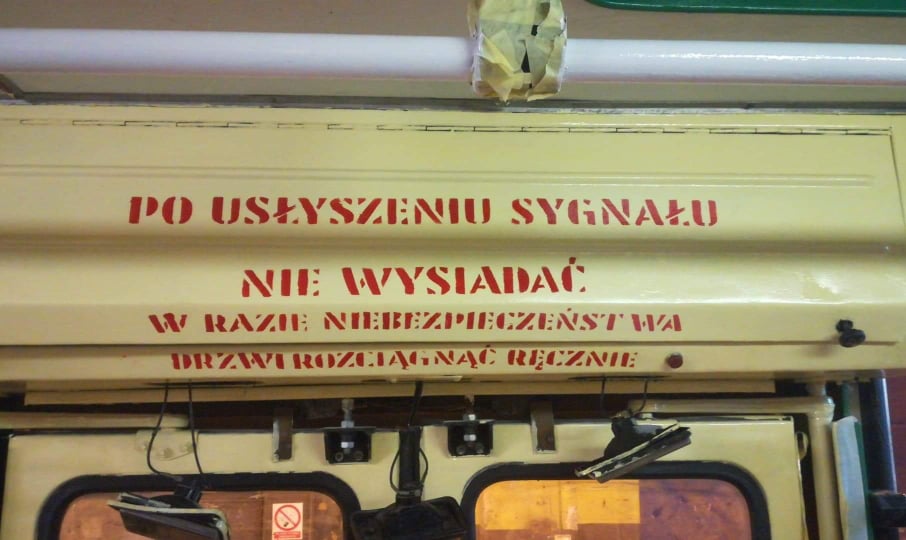 PO USŁYSZENIU SYGNAŁU
NIE WYSIADAĆ
W RAZIE NIEBEZPIECZEŃSTWA
DRZWI ROZCIĄGNĄĆ RĘCZNIE